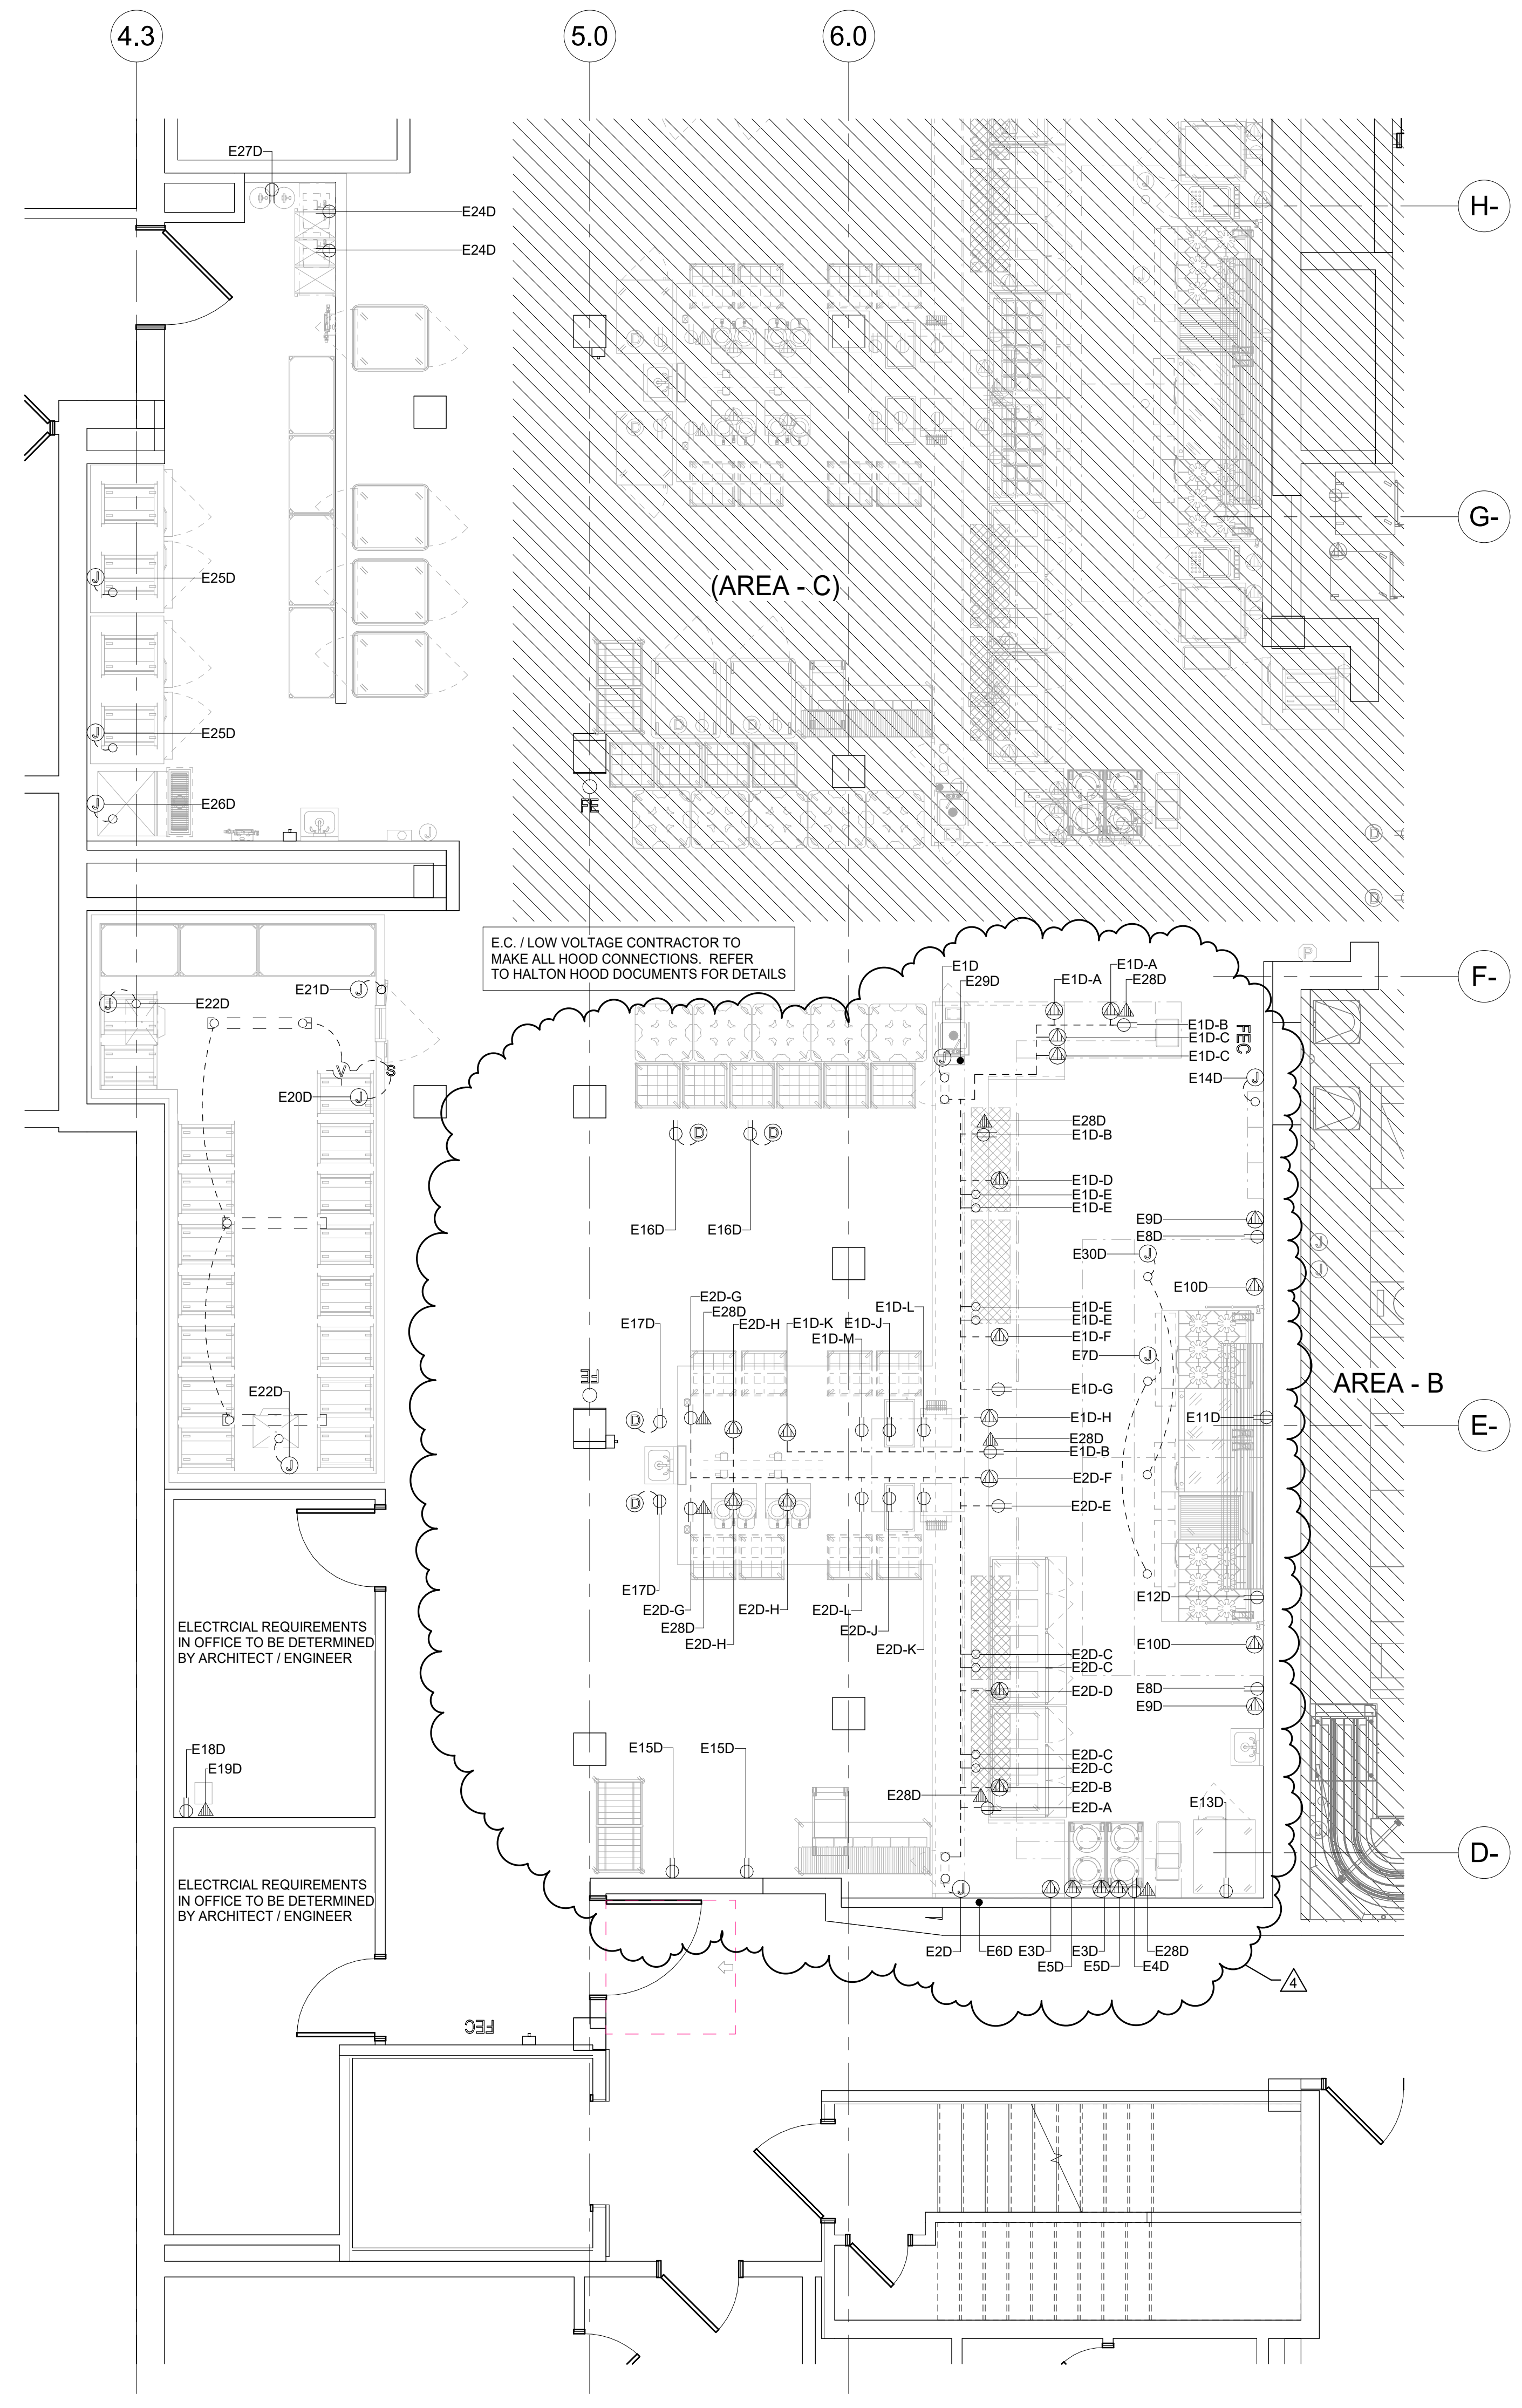 4.3
5.0
6.0
E27D
H-
E24D
E24D
J
D
D
G-
(AREA - C)
J
E25D
J
E25D
D
D
J
E26D
FE
J
D
D
E.C. / LOW VOLTAGE CONTRACTOR TO
MAKE ALL HOOD CONNECTIONS. REFER
TO HALTON HOOD DOCUMENTS FOR DETAILS
P
E1D
E29D
E1D-A
E1D-A
E28D
F-
J
E22D
E21D
J
E1D-B
E1D-C
E1D-C
FEC
V
S
E20D
J
J
E14D
J
E28D
E1D-B
D
D
E1D-D
E1D-E
E1D-E
E16D
E16D
E9D
E8D
E30D
J
J
J
E10D
E2D-G
E28D
E2D-H
E17D
E1D-K
E1D-L
E1D-J
E1D-M
E1D-E
E1D-E
E1D-F
E7D
J
FE
AREA - B
E22D
E1D-G
D
E1D-H
E11D
E-
E28D
E1D-B
J
E2D-F
D
E2D-E
E17D
E2D-G
E28D
E2D-H
E2D-H
E2D-L
E2D-J
E2D-K
E12D
ELECTRCIAL REQUIREMENTS
IN OFFICE TO BE DETERMINED
BY ARCHITECT / ENGINEER
E10D
E2D-C
E2D-C
E2D-D
E8D
E9D
E18D
E19D
E15D
E15D
E2D-C
E2D-C
E2D-B
E28D
E2D-A
E13D
J
D-
ELECTRCIAL REQUIREMENTS
IN OFFICE TO BE DETERMINED
BY ARCHITECT / ENGINEER
J
E2D
E6D
E3D
E5D
E3D
E5D
E4D
E28D
4
FEC